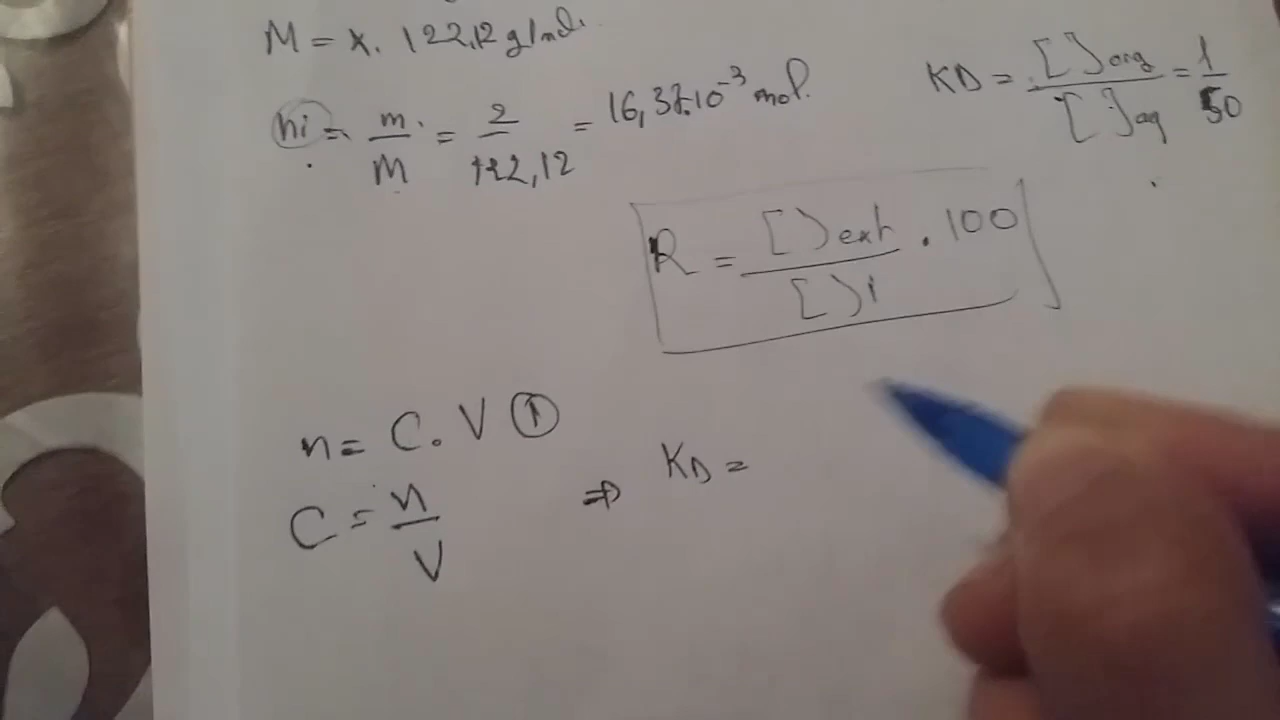 M = x. 122,12 g/mol.
ni = m/M = 2/122,12 = 16,37.10⁻³ mol.
KD = [ ]org/[ ]aq = 1/50
R = [ ]ext/[ ]i . 100
n = C. V ①
C = n/V
⇒ KD =